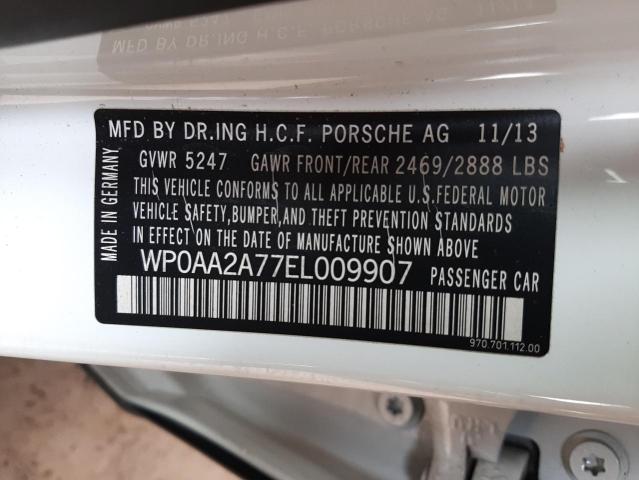 MFD BY DR.ING H.C.F. PORSCHE AG 11/13
GVWR 5247 GAWR FRONT/REAR 2469/2888 LBS
THIS VEHICLE CONFORMS TO ALL APPLICABLE U.S.FEDERAL MOTOR
VEHICLE SAFETY,BUMPER,AND THEFT PREVENTION STANDARDS
IN EFFECT ON THE DATE OF MANUFACTURE SHOWN ABOVE
WP0AA2A77EL009907 PASSENGER CAR
MADE IN GERMANY
970.701.112.00